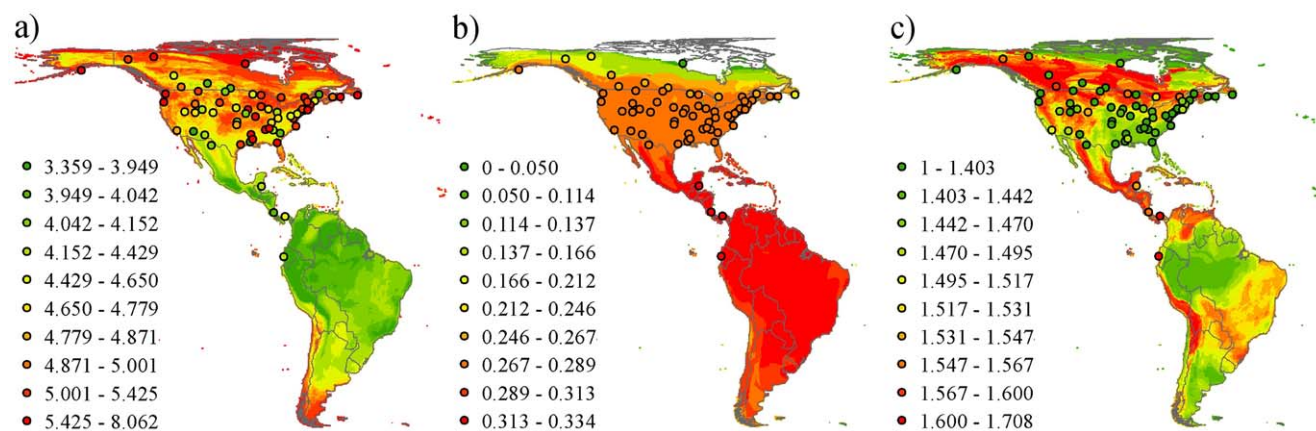 a)
3.359 - 3.949
3.949 - 4.042
4.042 - 4.152
4.152 - 4.429
4.429 - 4.650
4.650 - 4.779
4.779 - 4.871
4.871 - 5.001
5.001 - 5.425
5.425 - 8.062
b)
0 - 0.050
0.050 - 0.114
0.114 - 0.137
0.137 - 0.166
0.166 - 0.212
0.212 - 0.246
0.246 - 0.267
0.267 - 0.289
0.289 - 0.313
0.313 - 0.334
c)
1 - 1.403
1.403 - 1.442
1.442 - 1.470
1.470 - 1.495
1.495 - 1.517
1.517 - 1.531
1.531 - 1.547
1.547 - 1.567
1.567 - 1.600
1.600 - 1.708